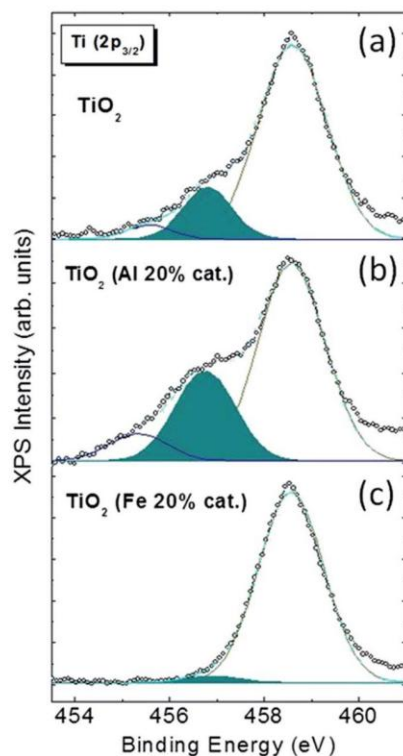 Ti (2p3/2)
(a)
TiO2
(b)
TiO2 (Al 20% cat.)
(c)
TiO2 (Fe 20% cat.)
XPS Intensity (arb. units)
454 456 458 460
Binding Energy (eV)